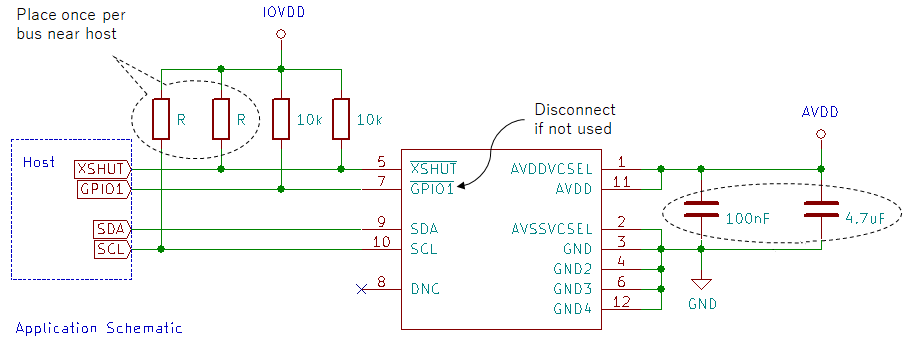 Place once per
bus near host
IOVDD
R
R
10k
10k
Disconnect
if not used
AVDD
Host
XSHUT
GPIO1
SDA
SCL
5
7
9
10
8
XSHUT
GPIO1
SDA
SCL
DNC
AVDDVCSEL
AVDD
AVSSVCSEL
GND
GND2
GND3
GND4
1
11
2
3
4
6
12
100nF
4.7uF
GND
Application Schematic